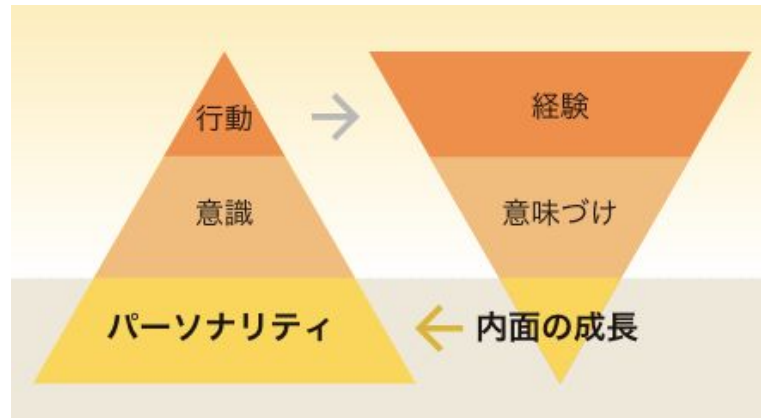 行動
経験
意識
意味づけ
パーソナリティ
内面の成長